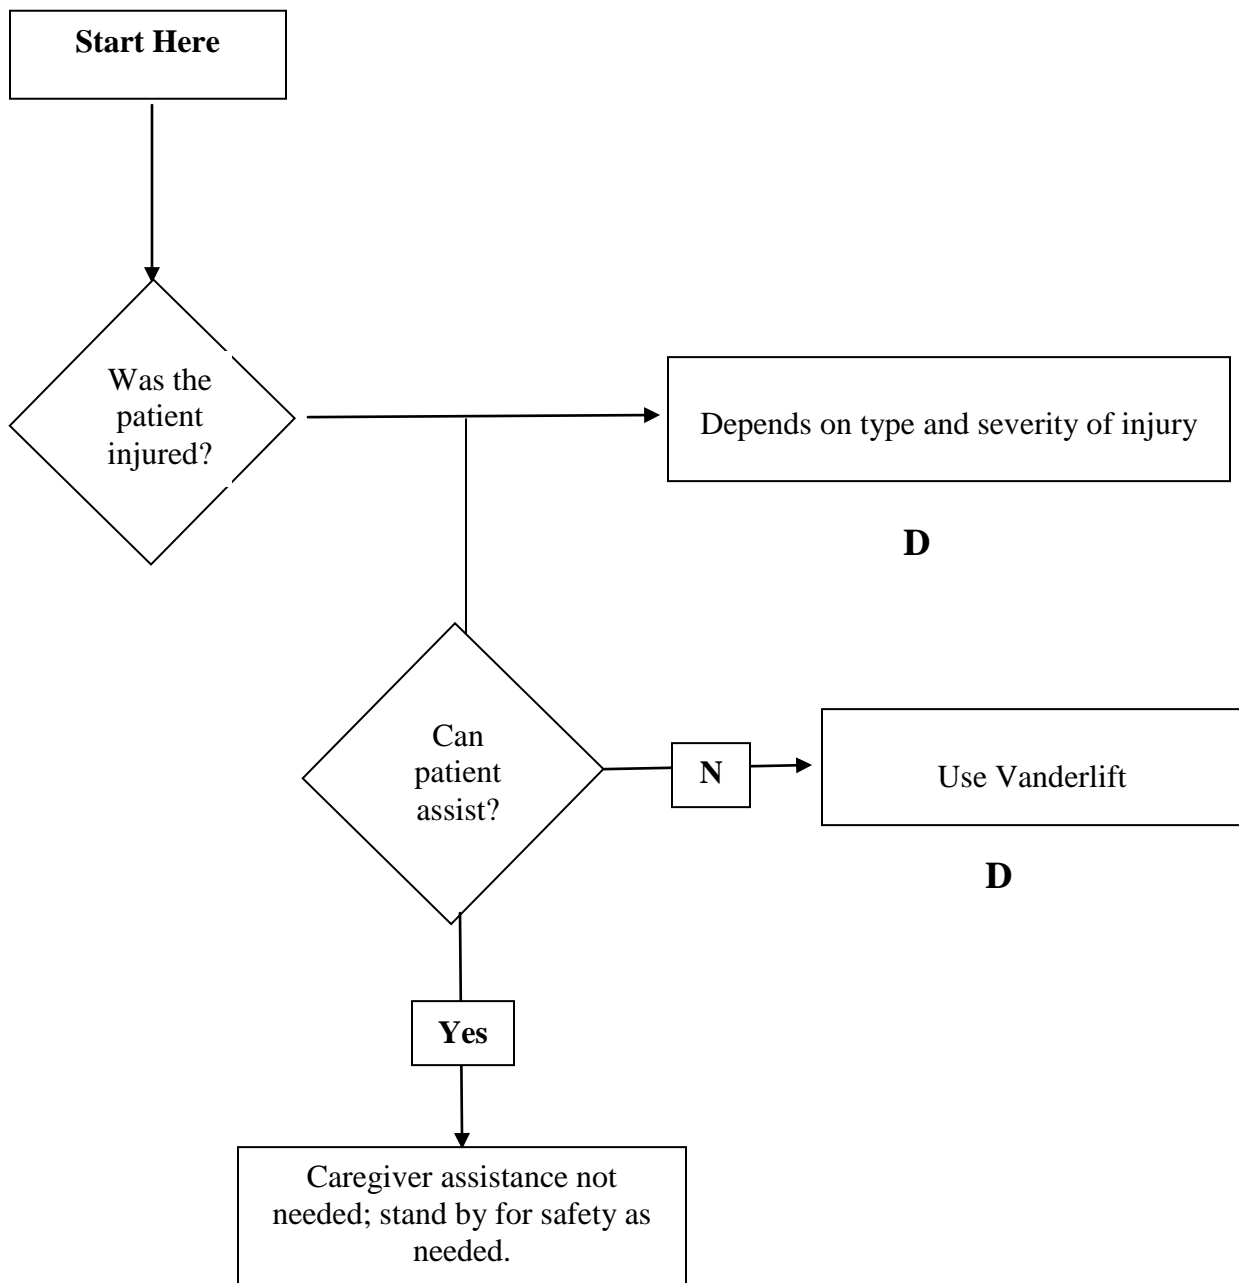 Start Here
Was the
patient
injured?
Depends on type and severity of injury
D
Can
patient
assist?
N
Use Vanderlift
D
Yes
Caregiver assistance not
needed; stand by for safety as
needed.